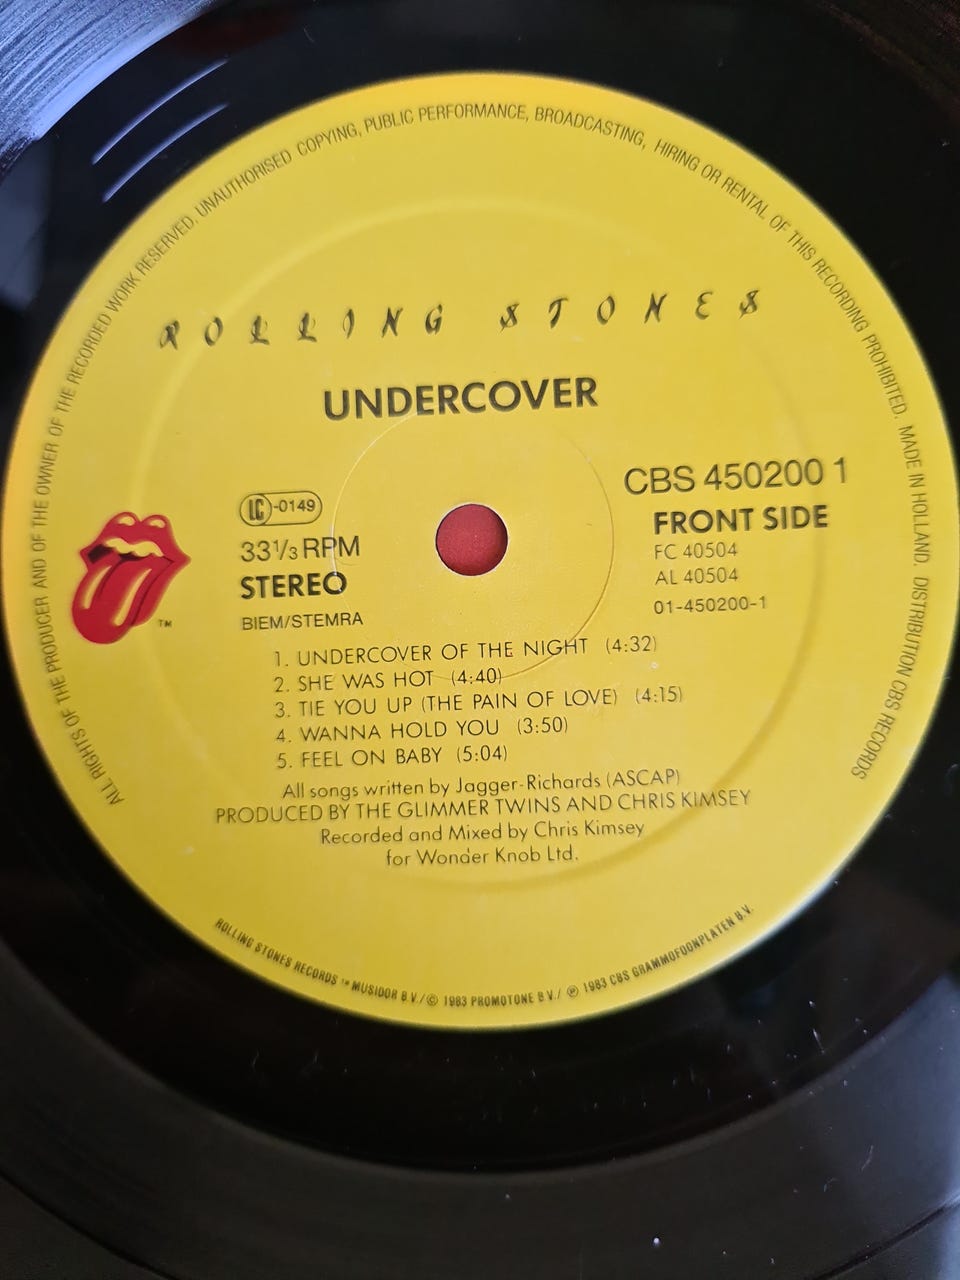 ALL RIGHTS OF THE PRODUCER AND OF THE OWNER OF THE RECORDED WORK RESERVED. UNAUTHORISED COPYING, PUBLIC PERFORMANCE, BROADCASTING, HIRING OR RENTAL OF THIS RECORDING PROHIBITED. MADE IN HOLLAND. DISTRIBUTION CBS RECORDS
ROLLING STONES
UNDERCOVER
CBS 450200 1
LC-0149
FRONT SIDE
33 1/3 RPM
FC 40504
STEREO
AL 40504
BIEM/STEMRA
01-450200-1
TM
1. UNDERCOVER OF THE NIGHT (4:32)
2. SHE WAS HOT (4:40)
3. TIE YOU UP (THE PAIN OF LOVE) (4:15)
4. WANNA HOLD YOU (3:50)
5. FEEL ON BABY (5:04)
All songs written by Jagger-Richards (ASCAP)
PRODUCED BY THE GLIMMER TWINS AND CHRIS KIMSEY
Recorded and Mixed by Chris Kimsey
for Wonder Knob Ltd.
ROLLING STONES RECORDS ™ MUSIDOR B.V./© 1983 PROMOTONE B.V./ ℗ 1983 CBS GRAMMOFOONPLATEN B.V.